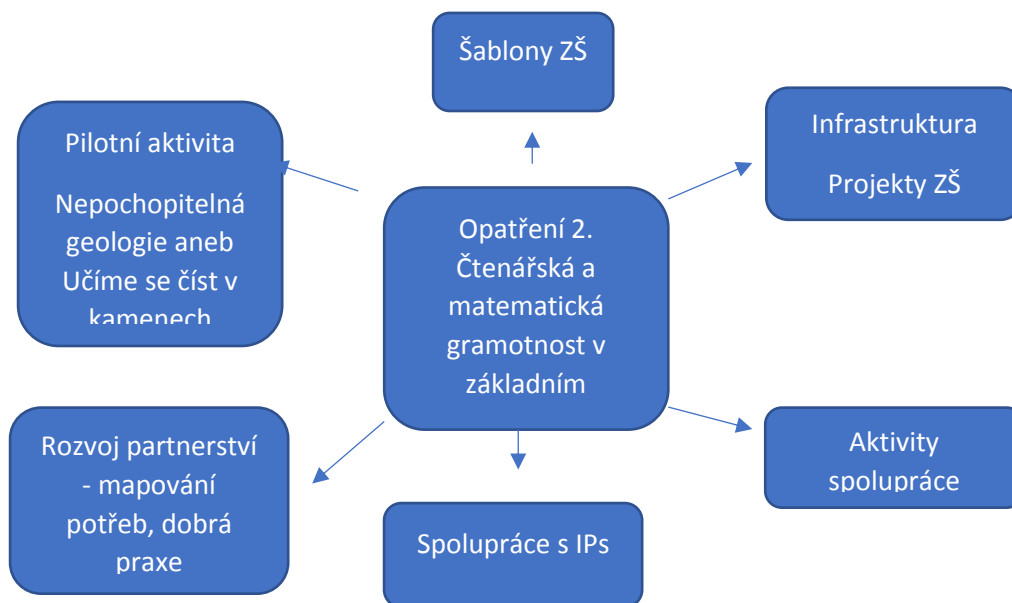 Šablony ZŠ
Pilotní aktivita
Nepochopitelná
geologie aneb
Učíme se číst v
kamenech
Infrastruktura
Projekty ZŠ
Opatření 2.
Čtenářská a
matematická
gramotnost v
základním
Rozvoj partnerství
- mapování
potřeb, dobrá
praxe
Spolupráce s IPs
Aktivity
spolupráce